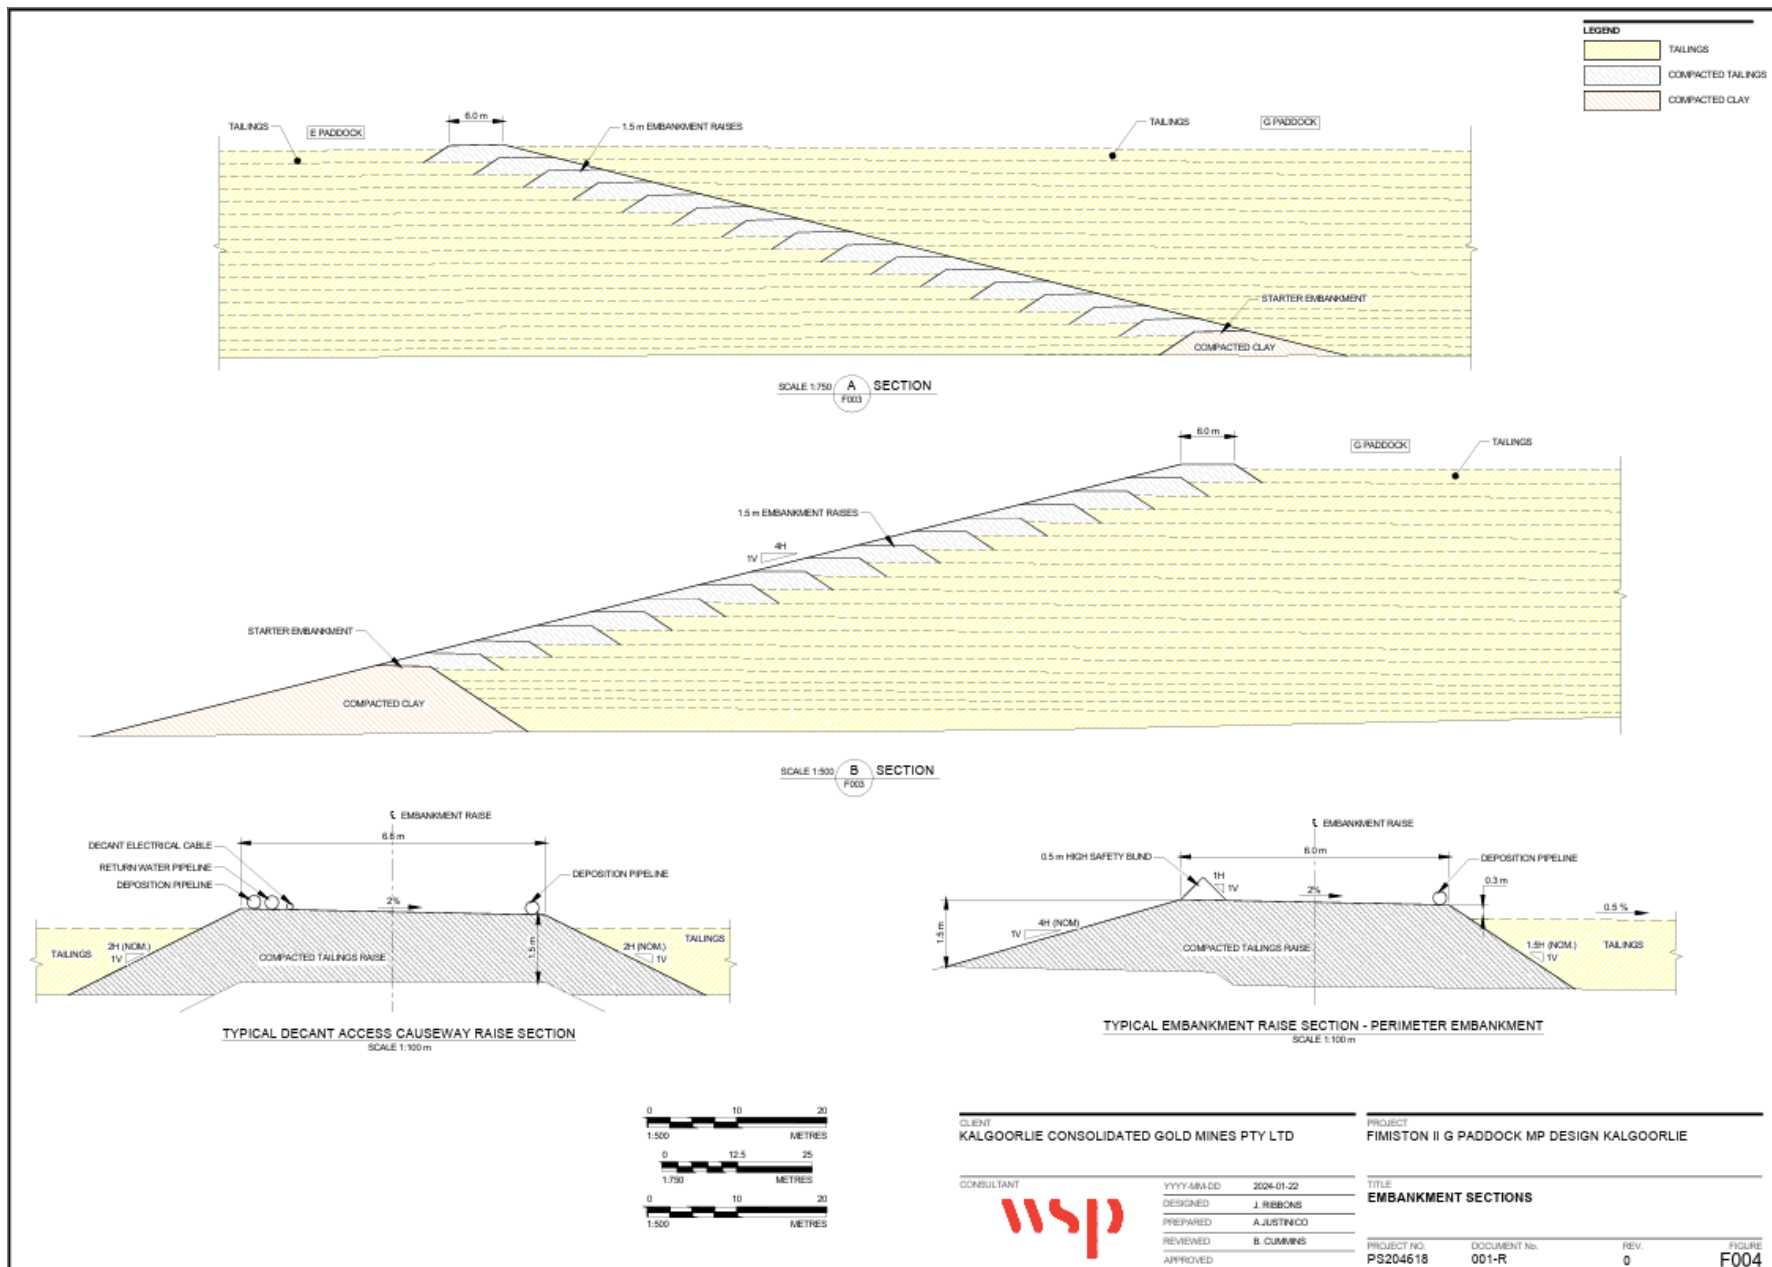 LEGEND
TAILINGS
COMPACTED TAILINGS
COMPACTED CLAY
TAILINGS
E PADDOCK
6.0 m
1.5 m EMBANKMENT RAISES
TAILINGS
G PADDOCK
STARTER EMBANKMENT
COMPACTED CLAY
SCALE 1:750
A
F003
SECTION
6.0 m
G PADDOCK
TAILINGS
1.5 m EMBANKMENT RAISES
4H
1V
STARTER EMBANKMENT
COMPACTED CLAY
SCALE 1:500
B
F003
SECTION
℄ EMBANKMENT RAISE
6.8 m
DECANT ELECTRICAL CABLE
RETURN WATER PIPELINE
DEPOSITION PIPELINE
DEPOSITION PIPELINE
2%
TAILINGS
2H (NOM.)
1V
COMPACTED TAILINGS RAISE
1.5 m
2H (NOM.)
1V
TAILINGS
TYPICAL DECANT ACCESS CAUSEWAY RAISE SECTION
SCALE 1:100 m
℄ EMBANKMENT RAISE
6.0 m
0.5 m HIGH SAFETY BUND
1H
1V
DEPOSITION PIPELINE
0.3 m
2%
0.5 %
1.5 m
4H (NOM)
1V
COMPACTED TAILINGS RAISE
1.5H (NOM.)
1V
TAILINGS
TYPICAL EMBANKMENT RAISE SECTION - PERIMETER EMBANKMENT
SCALE 1:100 m
0 10 20
1:500 METRES
0 12.5 25
1:750 METRES
0 10 20
1:500 METRES
CLIENT
KALGOORLIE CONSOLIDATED GOLD MINES PTY LTD
PROJECT
FIMISTON II G PADDOCK MP DESIGN KALGOORLIE
CONSULTANT
wsp
YYYY-MM-DD 2024-01-22
DESIGNED J. RIBBONS
PREPARED A.JUSTINICO
REVIEWED B. CUMMINS
APPROVED
TITLE
EMBANKMENT SECTIONS
PROJECT NO. DOCUMENT No. REV. FIGURE
PS204618 001-R 0 F004